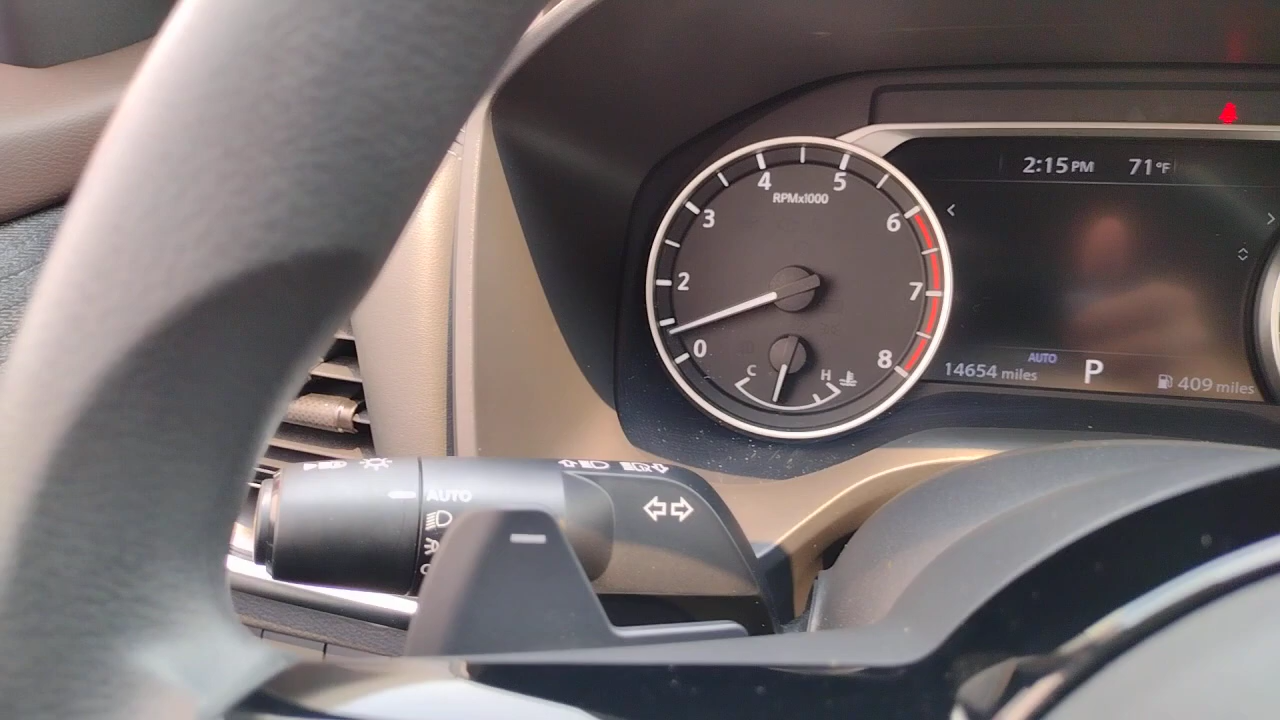 2:15 PM 71°F
4 5
RPMx1000
3 6
2 7
0 8
C H
AUTO
14654 miles P 409 miles
AUTO